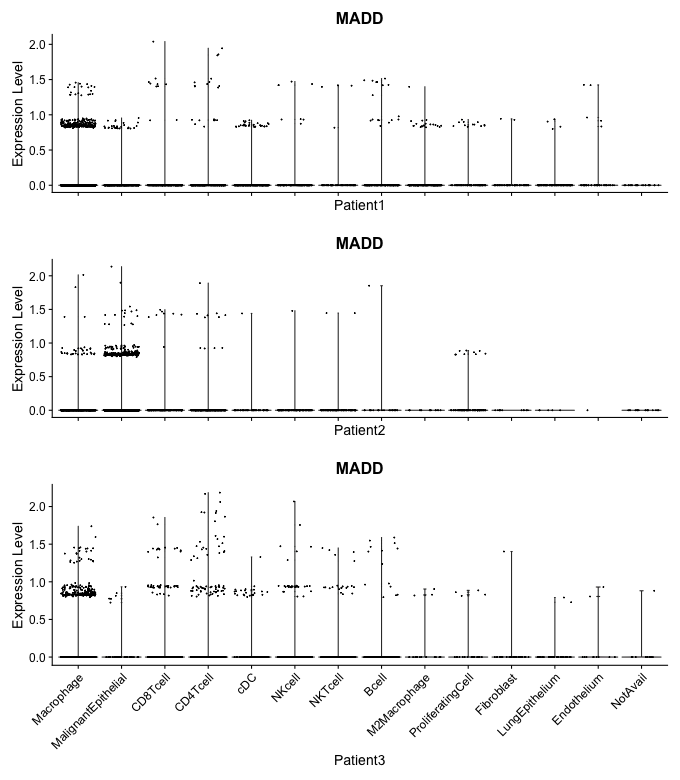 MADD
Expression Level
2.0
1.5
1.0
0.5
0.0
Patient1
MADD
Expression Level
2.0
1.5
1.0
0.5
0.0
Patient2
MADD
Expression Level
2.0
1.5
1.0
0.5
0.0
Macrophage
MalignantEpithelial
CD8Tcell
CD4Tcell
cDC
NKcell
NKTcell
Bcell
M2Macrophage
ProliferatingCell
Fibroblast
LungEpithelium
Endothelium
NotAvail
Patient3